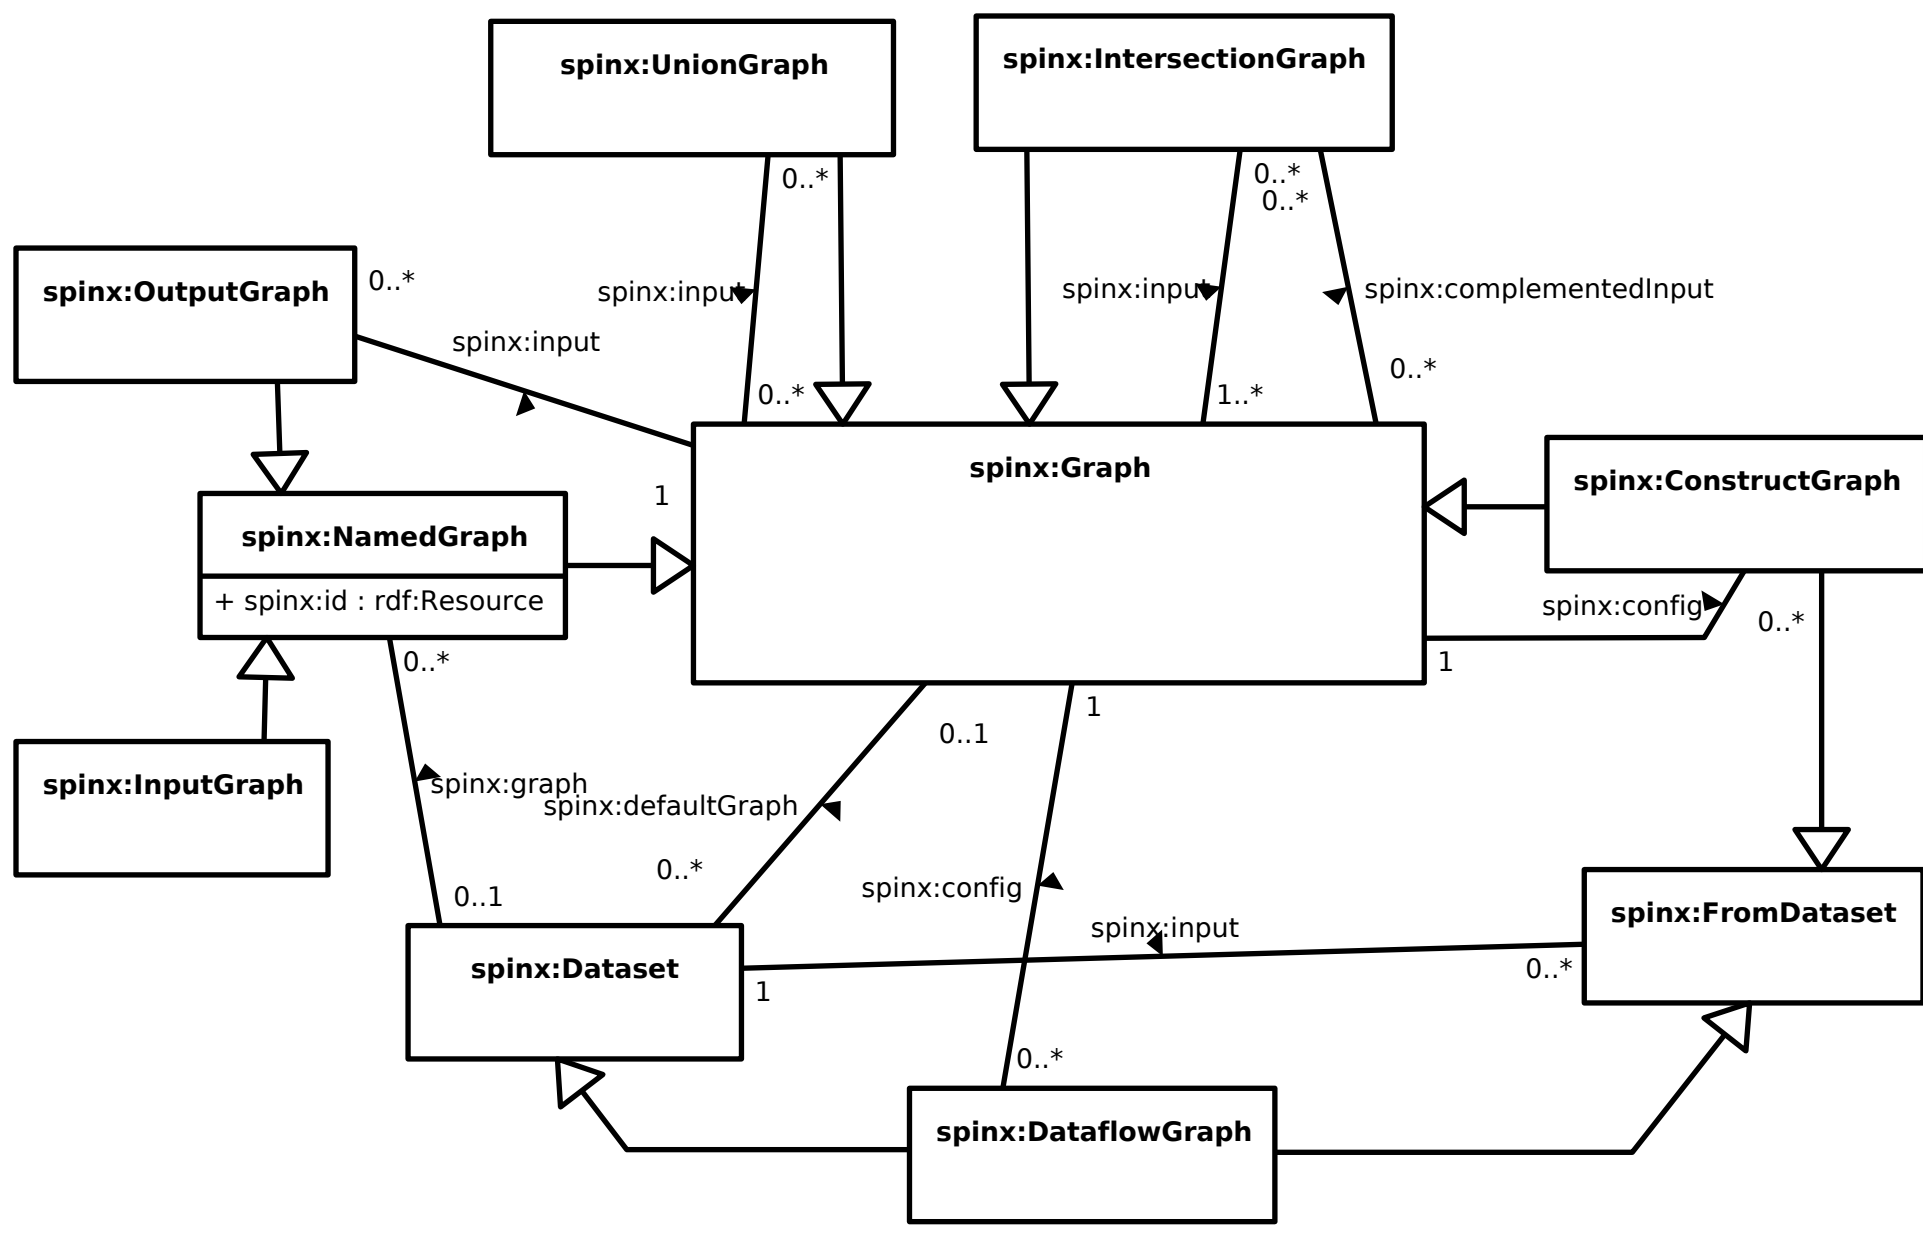 spinx:UnionGraph
spinx:IntersectionGraph
0..*
0..*
0..*
spinx:OutputGraph
0..*
spinx:input
spinx:input
spinx:complementedInput
spinx:input
0..*
0..*
1..*
spinx:Graph
spinx:ConstructGraph
1
spinx:NamedGraph
+ spinx:id : rdf:Resource
spinx:config
0..*
0..*
1
1
0..1
spinx:InputGraph
spinx:graph
spinx:defaultGraph
0..*
spinx:config
0..1
spinx:input
spinx:FromDataset
spinx:Dataset
0..*
1
0..*
spinx:DataflowGraph